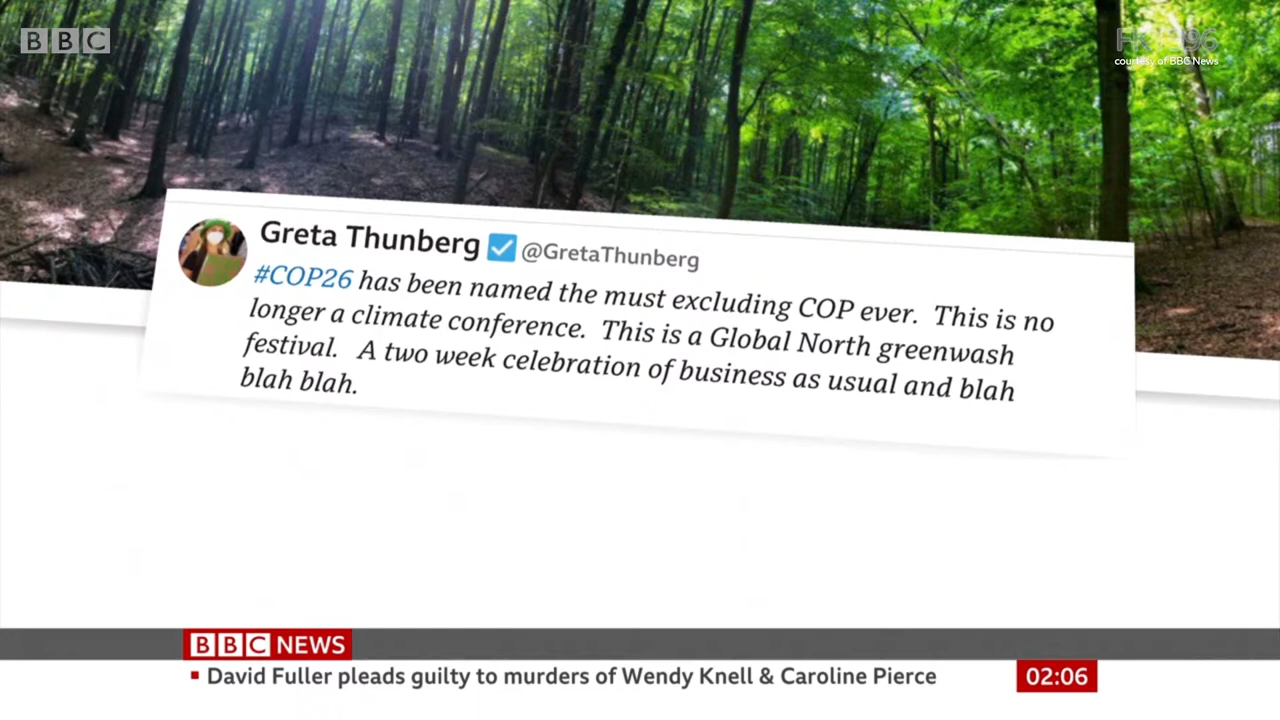 BBC
FK1296
courtesy of BBC News
Greta Thunberg @GretaThunberg
#COP26 has been named the must excluding COP ever. This is no
longer a climate conference. This is a Global North greenwash
festival. A two week celebration of business as usual and blah
blah blah.
BBC NEWS
David Fuller pleads guilty to murders of Wendy Knell & Caroline Pierce
02:06